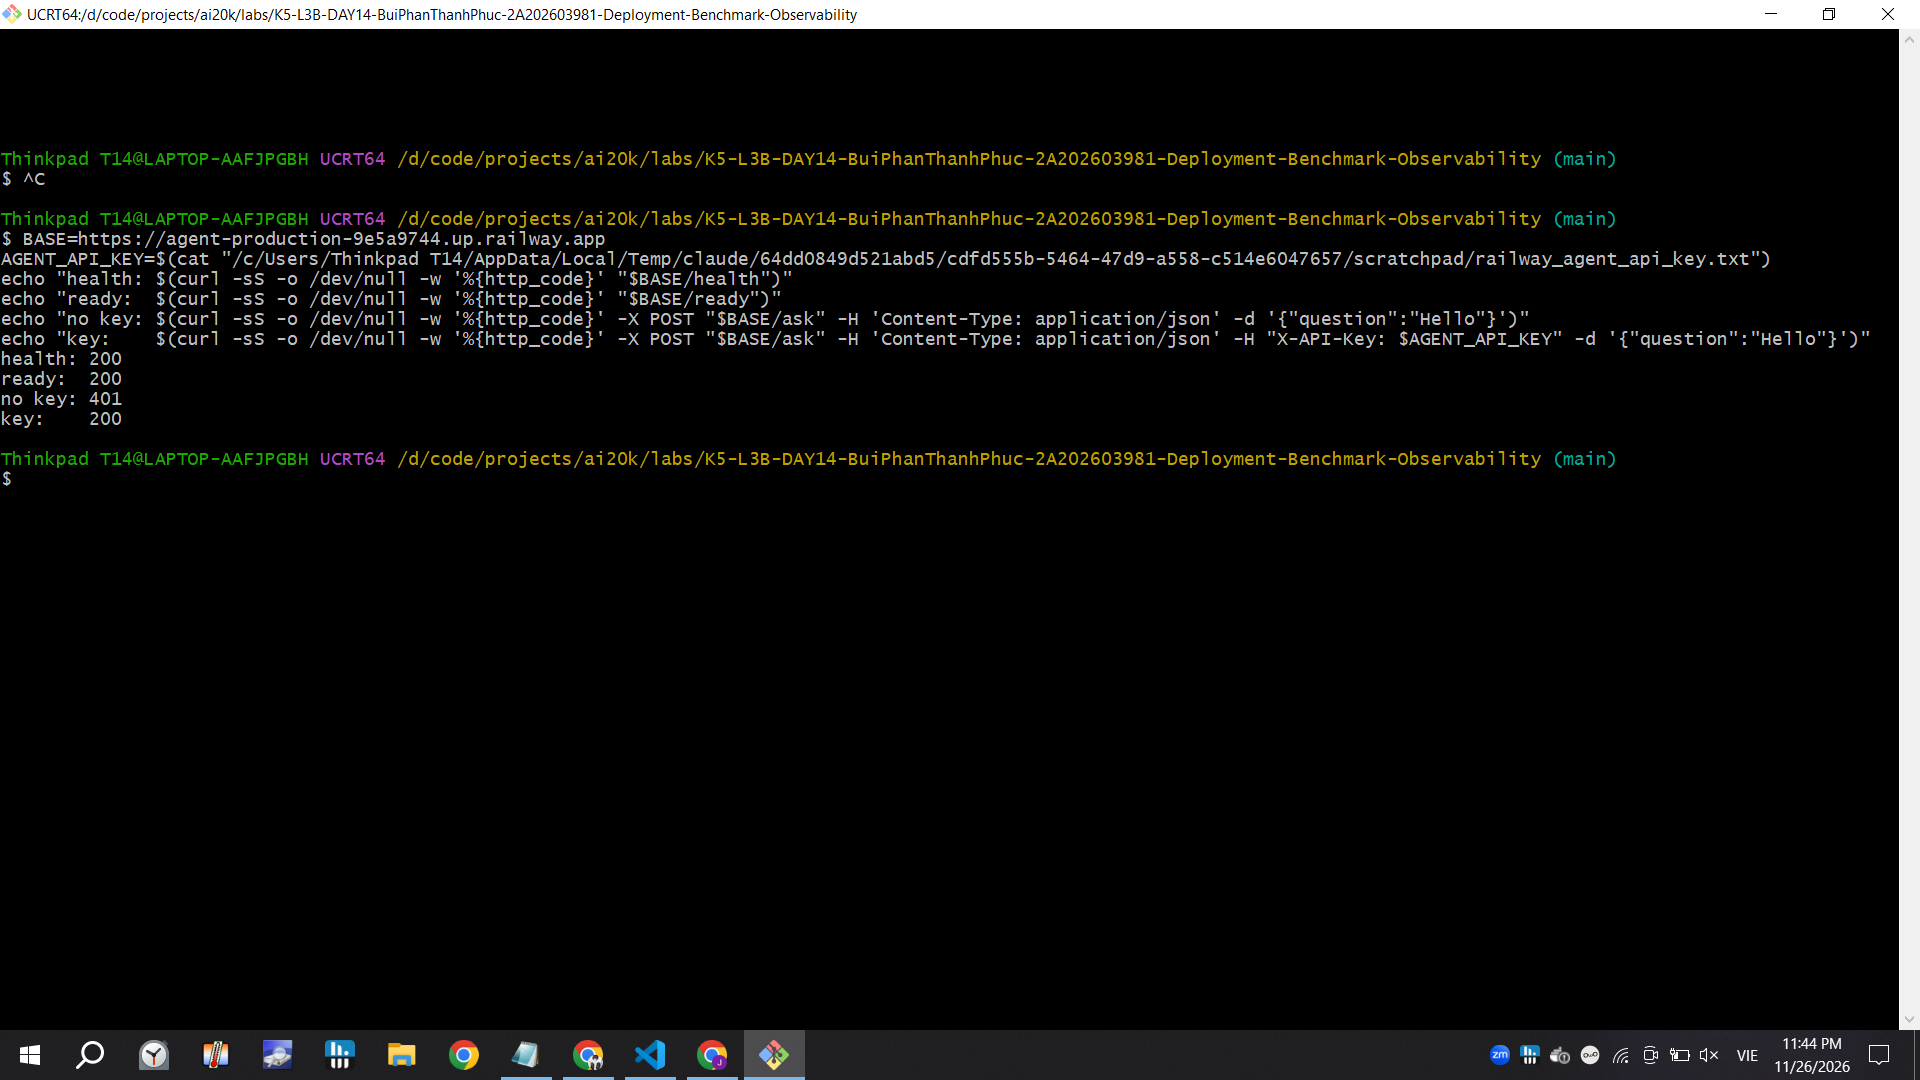 UCRT64:/d/code/projects/ai20k/labs/K5-L3B-DAY14-BuiPhanThanhPhuc-2A202603981-Deployment-Benchmark-Observability
Thinkpad T14@LAPTOP-AAFJPGBH UCRT64 /d/code/projects/ai20k/labs/K5-L3B-DAY14-BuiPhanThanhPhuc-2A202603981-Deployment-Benchmark-Observability (main)
$ ^C
Thinkpad T14@LAPTOP-AAFJPGBH UCRT64 /d/code/projects/ai20k/labs/K5-L3B-DAY14-BuiPhanThanhPhuc-2A202603981-Deployment-Benchmark-Observability (main)
$ BASE=https://agent-production-9e5a9744.up.railway.app
AGENT_API_KEY=$(cat "/c/Users/Thinkpad T14/AppData/Local/Temp/claude/64dd0849d521abd5/cdfd555b-5464-47d9-a558-c514e6047657/scratchpad/railway_agent_api_key.txt")
echo "health: $(curl -sS -o /dev/null -w '%{http_code}' "$BASE/health")"
echo "ready:  $(curl -sS -o /dev/null -w '%{http_code}' "$BASE/ready")"
echo "no key: $(curl -sS -o /dev/null -w '%{http_code}' -X POST "$BASE/ask" -H 'Content-Type: application/json' -d '{"question":"Hello"}')"
echo "key:    $(curl -sS -o /dev/null -w '%{http_code}' -X POST "$BASE/ask" -H 'Content-Type: application/json' -H "X-API-Key: $AGENT_API_KEY" -d '{"question":"Hello"}')"
health: 200
ready:  200
no key: 401
key:    200
Thinkpad T14@LAPTOP-AAFJPGBH UCRT64 /d/code/projects/ai20k/labs/K5-L3B-DAY14-BuiPhanThanhPhuc-2A202603981-Deployment-Benchmark-Observability (main)
$
zm
VIE
11:44 PM
11/26/2026